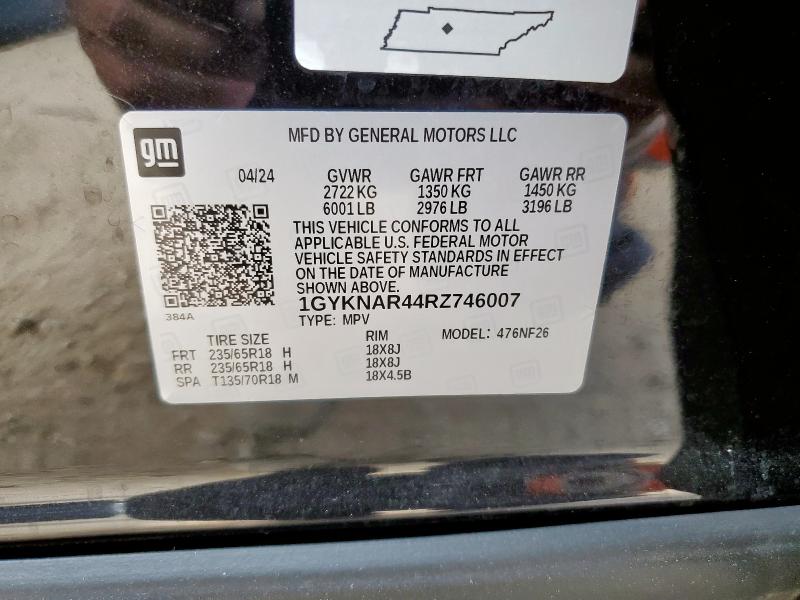 MFD BY GENERAL MOTORS LLC
gm
04/24 GVWR GAWR FRT GAWR RR
2722 KG 1350 KG 1450 KG
6001 LB 2976 LB 3196 LB
THIS VEHICLE CONFORMS TO ALL
APPLICABLE U.S. FEDERAL MOTOR
VEHICLE SAFETY STANDARDS IN EFFECT
ON THE DATE OF MANUFACTURE
SHOWN ABOVE.
1GYKNAR44RZ746007
384A
TYPE: MPV
TIRE SIZE RIM MODEL: 476NF26
FRT 235/65R18 H 18X8J
RR 235/65R18 H 18X8J
SPA T135/70R18 M 18X4.5B